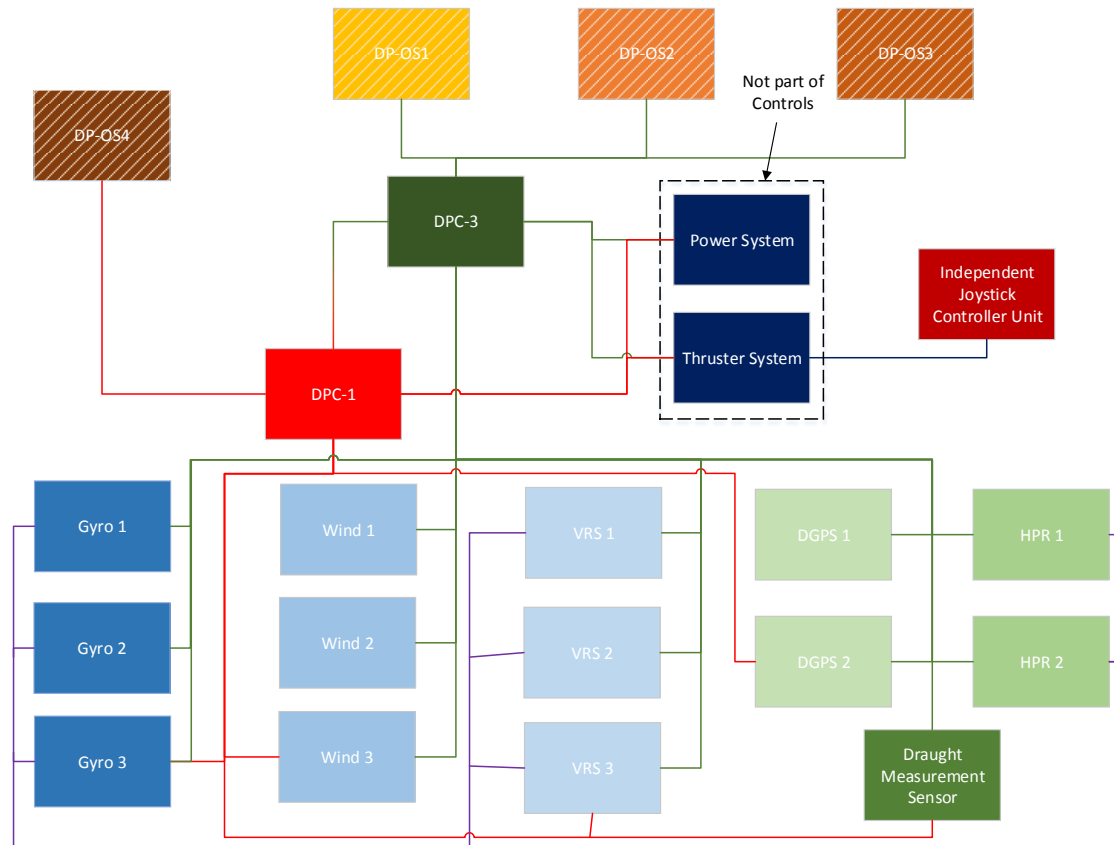 DP-OS1
DP-OS2
DP-OS3
Not part of
Controls
DP-OS4
DPC-3
Power System
Independent
Joystick
Controller Unit
Thruster System
DPC-1
Gyro 1
Wind 1
VRS 1
DGPS 1
HPR 1
Gyro 2
Wind 2
VRS 2
DGPS 2
HPR 2
Gyro 3
Wind 3
VRS 3
Draught
Measurement
Sensor